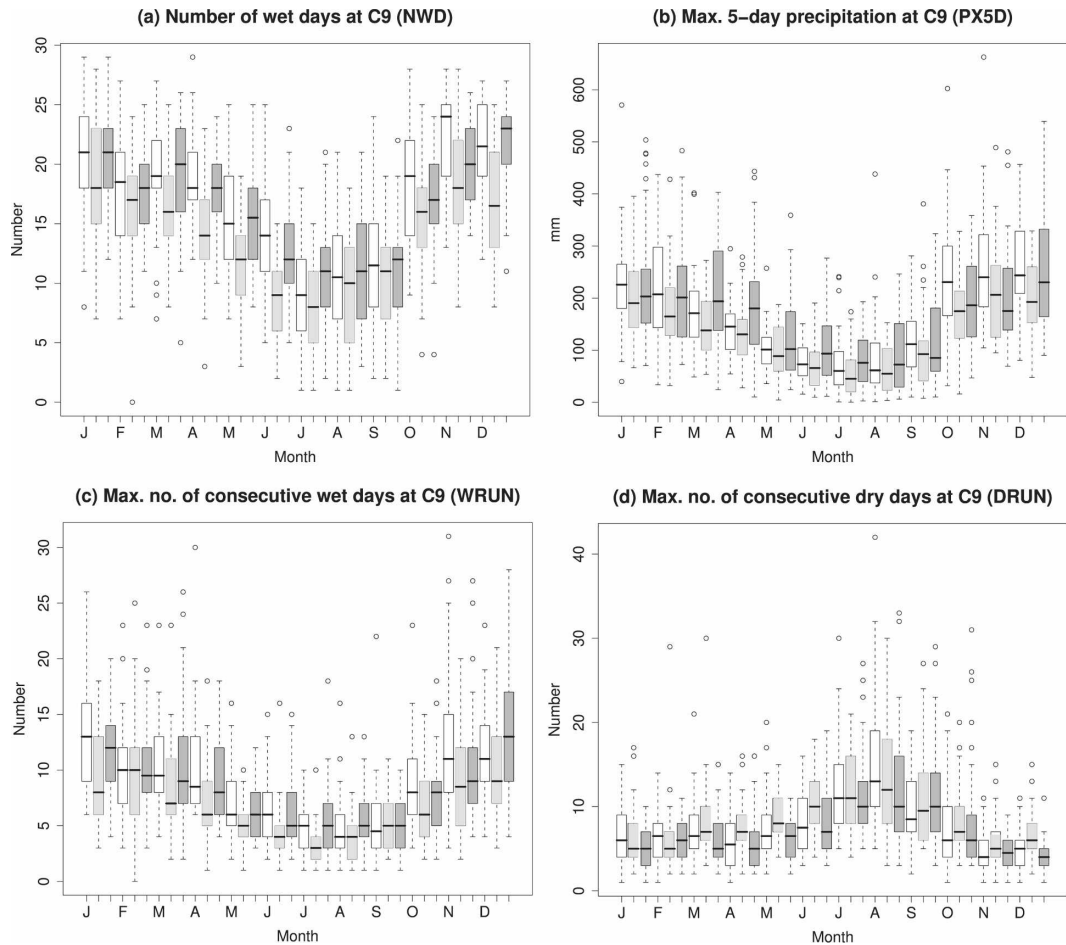 (a) Number of wet days at C9 (NWD)
30
25
20
15
10
5
0
Number
J F M A M J J A S O N D
Month
(b) Max. 5-day precipitation at C9 (PX5D)
600
500
400
300
200
100
0
mm
J F M A M J J A S O N D
Month
(c) Max. no. of consecutive wet days at C9 (WRUN)
30
25
20
15
10
5
0
Number
J F M A M J J A S O N D
Month
(d) Max. no. of consecutive dry days at C9 (DRUN)
40
30
20
10
0
Number
J F M A M J J A S O N D
Month